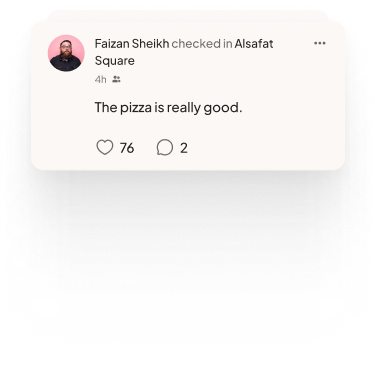 Faizan Sheikh checked in Alsafat
Square
4h
The pizza is really good.
76 2